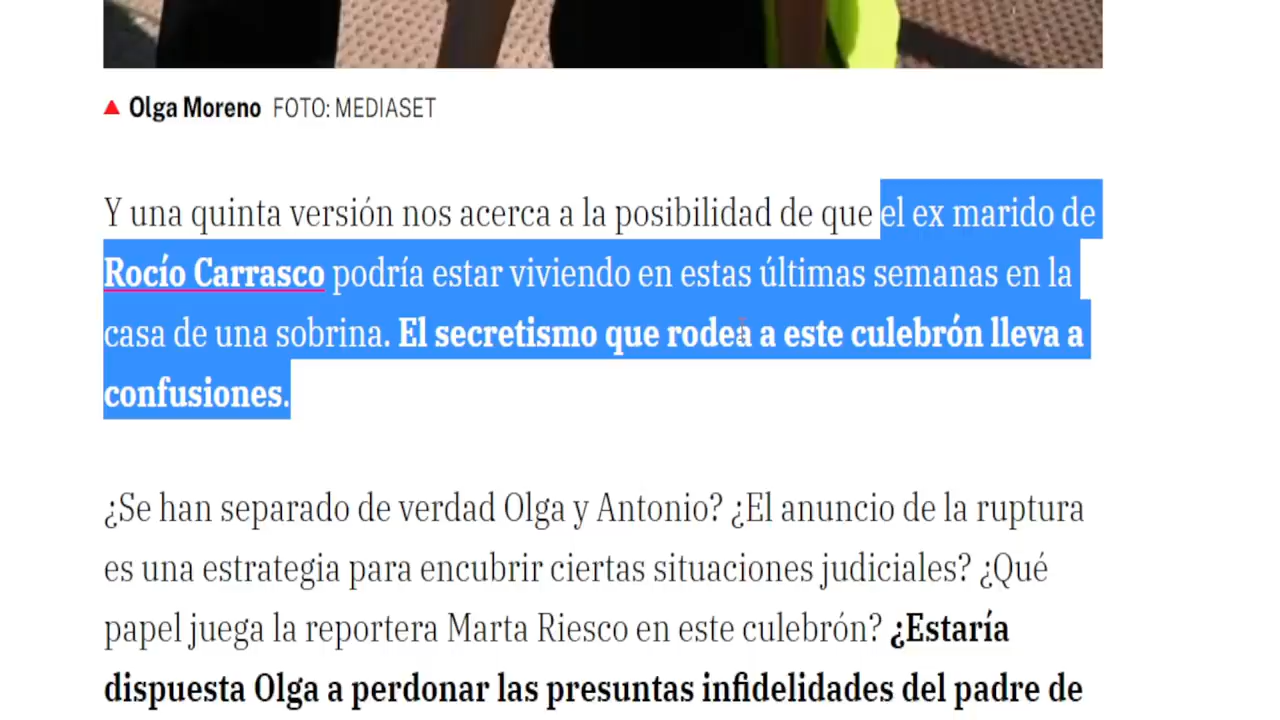 Olga Moreno FOTO: MEDIASET
Y una quinta versión nos acerca a la posibilidad de que el ex marido de
Rocío Carrasco podría estar viviendo en estas últimas semanas en la
casa de una sobrina. El secretismo que rodea a este culebrón lleva a
confusiones.
¿Se han separado de verdad Olga y Antonio? ¿El anuncio de la ruptura
es una estrategia para encubrir ciertas situaciones judiciales? ¿Qué
papel juega la reportera Marta Riesco en este culebrón? ¿Estaría
dispuesta Olga a perdonar las presuntas infidelidades del padre de